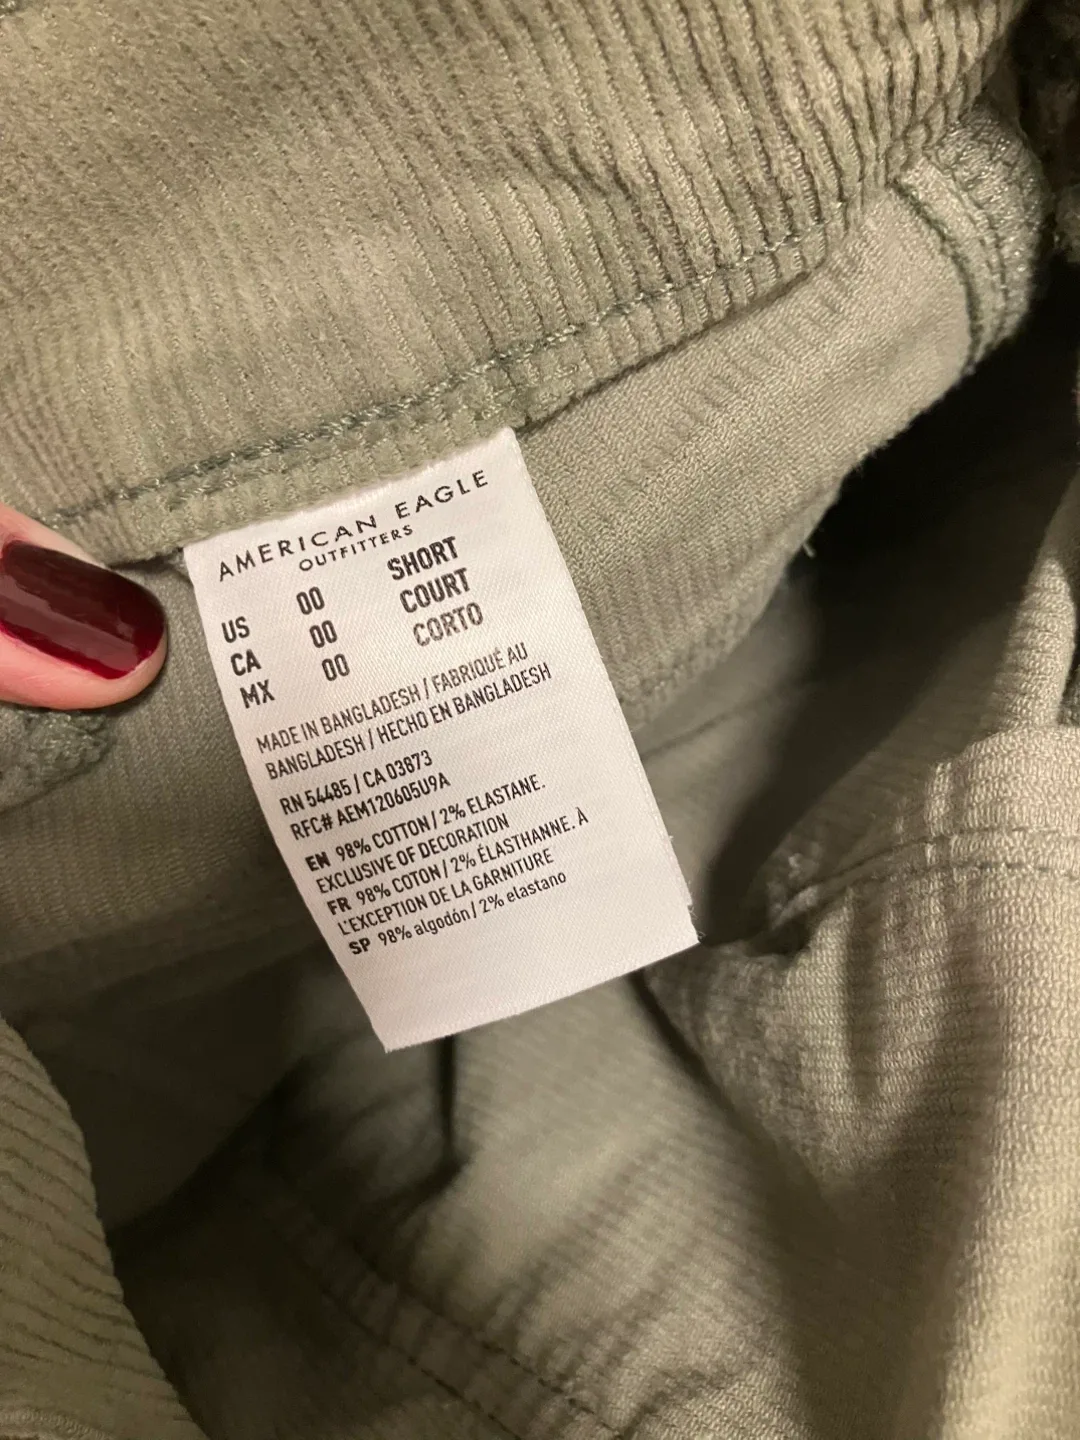 AMERICAN EAGLE
OUTFITTERS
US 00 SHORT
CA 00 COURT
MX 00 CORTO
MADE IN BANGLADESH / FABRIQUÉ AU
BANGLADESH / HECHO EN BANGLADESH
RN 54485 / CA 03873
RFC# AEM120605U9A
EN 98% COTTON / 2% ELASTANE.
EXCLUSIVE OF DECORATION
FR 98% COTON / 2% ÉLASTHANNE. À
L'EXCEPTION DE LA GARNITURE
SP 98% algodón / 2% elastano